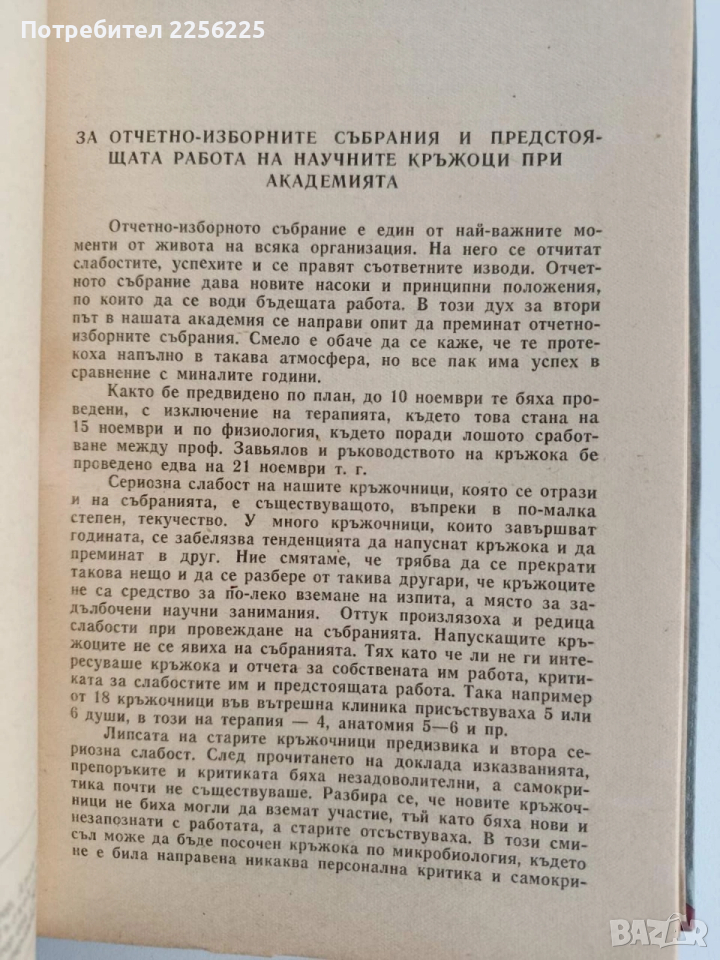 Потребител 2256225
ЗА ОТЧЕТНО-ИЗБОРНИТЕ СЪБРАНИЯ И ПРЕДСТОЯ-
ЩАТА РАБОТА НА НАУЧНИТЕ КРЪЖОЦИ ПРИ
АКАДЕМИЯТА
Отчетно-изборното събрание е един от най-важните мо-
менти от живота на всяка организация. На него се отчитат
слабостите, успехите и се правят съответните изводи. Отчет-
ното събрание дава новите насоки и принципни положения,
по които да се води бъдещата работа. В този дух за втори
път в нашата академия се направи опит да преминат отчетно-
изборните събрания. Смело е обаче да се каже, че те проте-
коха напълно в такава атмосфера, но все пак има успех в
сравнение с миналите години.
Както бе предвидено по план, до 10 ноември те бяха про-
ведени, с изключение на терапията, където това стана на
15 ноември и по физиология, където поради лошото сработ-
ване между проф. Завьялов и ръководството на кръжока бе
проведено едва на 21 ноември т. г.
Сериозна слабост на нашите кръжочници, която се отрази
и на събранията, е съществуващото, въпреки в по-малка
степен, текучество. У много кръжочници, които завършват
годината, се забелязва тенденцията да напуснат кръжока и да
преминат в друг. Ние смятаме, че трябва да се прекрати
такова нещо и да се разбере от такива другари, че кръжоците
не са средство за по-леко вземане на изпита, а място за за-
дълбочени научни занимания. Оттук произлязоха и редица
слабости при провеждане на събранията. Напускащите кръ-
жоците не се явиха на събранията. Тях като че ли не ги инте-
ресуваше кръжока и отчета за собствената им работа, крити-
ката за слабостите им и предстоящата работа. Така например
от 18 кръжочници във вътрешна клиника присъствуваха 5 или
6 души, в този на терапия — 4, анатомия 5—6 и пр.
Липсата на старите кръжочници предизвика и втора се-
риозна слабост. След прочитането на доклада изказванията,
препоръките и критиката бяха незадоволителни, а самокри-
тика почти не съществуваше. Разбира се, че новите кръжоч-
ници не биха могли да вземат участие, тъй като бяха нови и
незапознати с работата, а старите отсъствуваха. В този сми-
съл може да бъде посочен кръжока по микробиология, където
не е била направена никаква персонална критика и самокри-
BAZAR